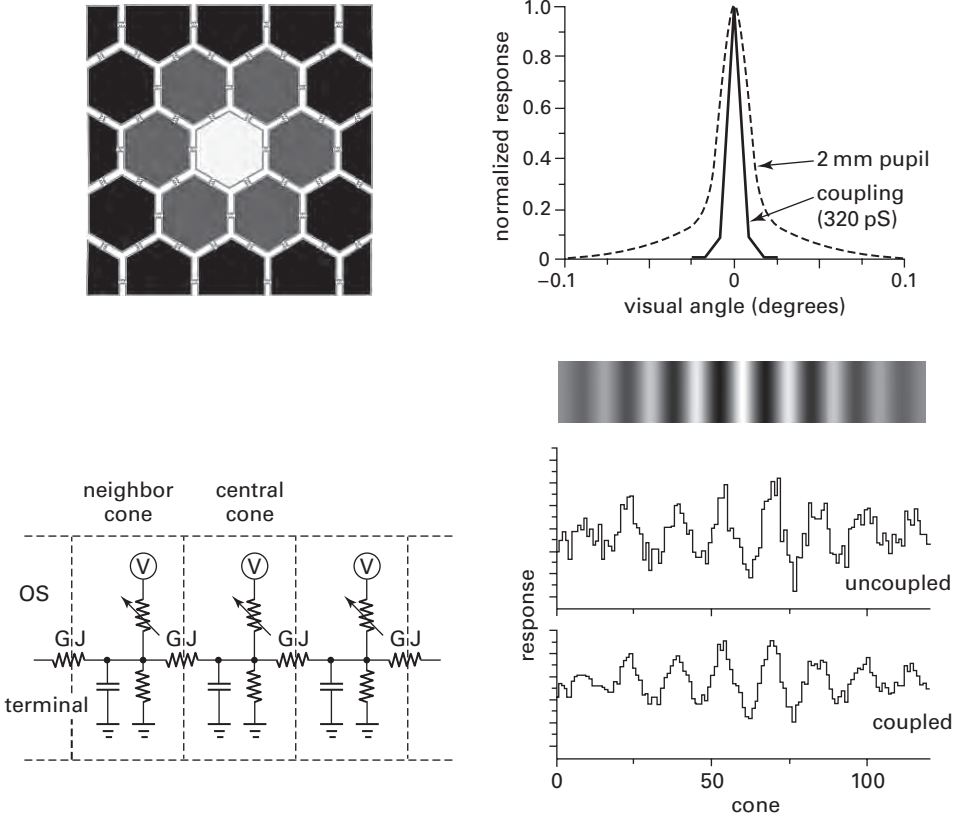 1.0
0.8
0.6
0.4
0.2
0
normalized response
2 mm pupil
coupling
(320 pS)
−0.1
0
0.1
visual angle (degrees)
neighbor
cone
central
cone
V
V
V
OS
GJ
GJ
GJ
GJ
terminal
response
uncoupled
coupled
0
50
100
cone